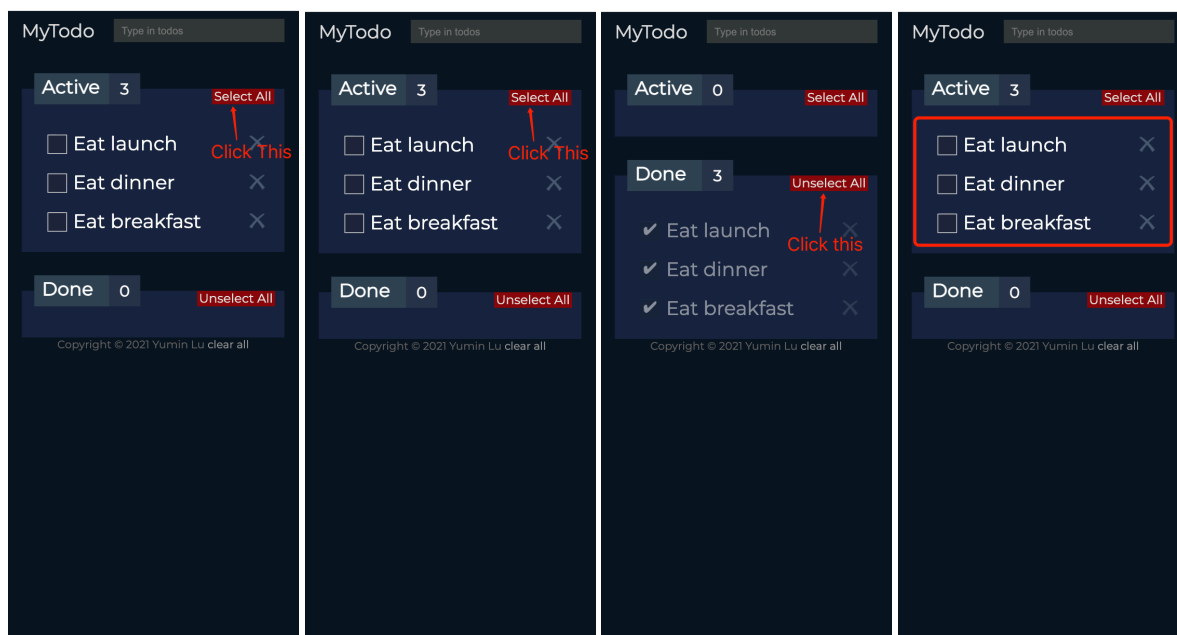 MyTodo
Type in todos
Active 3
Select All
Click This
Eat launch
Eat dinner
Eat breakfast
Done 0
Unselect All
Copyright © 2021 Yumin Lu clear all
MyTodo
Type in todos
Active 3
Select All
Click This
Eat launch
Eat dinner
Eat breakfast
Done 0
Unselect All
Copyright © 2021 Yumin Lu clear all
MyTodo
Type in todos
Active 0
Select All
Done 3
Unselect All
Click this
Eat launch
Eat dinner
Eat breakfast
Copyright © 2021 Yumin Lu clear all
MyTodo
Type in todos
Active 3
Select All
Eat launch
Eat dinner
Eat breakfast
Done 0
Unselect All
Copyright © 2021 Yumin Lu clear all